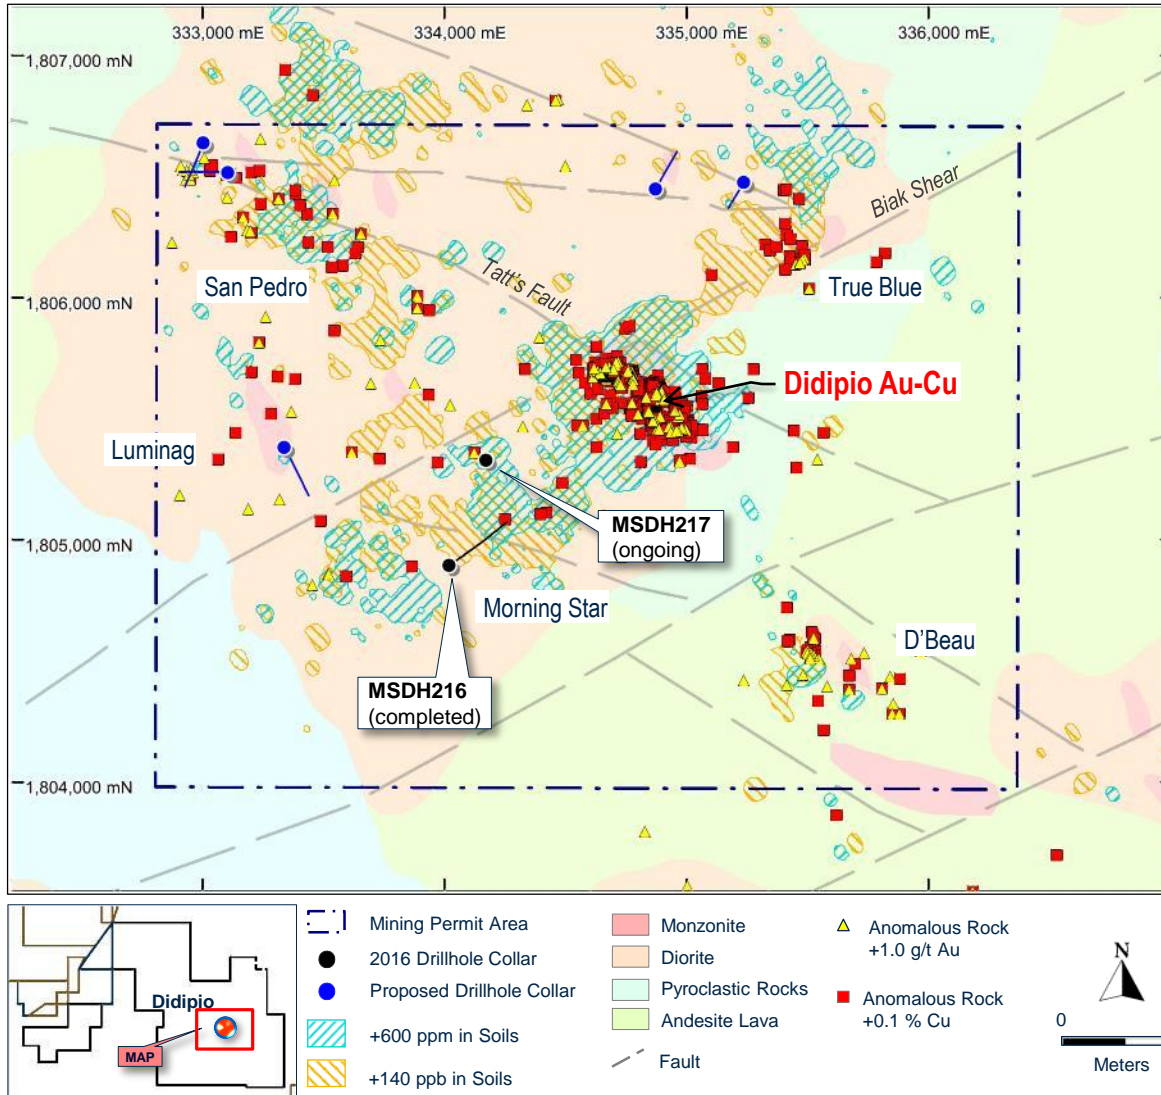 333,000 mE
334,000 mE
335,000 mE
336,000 mE
1,807,000 mN
Biak Shear
San Pedro
Tatt's Fault
True Blue
1,806,000 mN
Didipio Au-Cu
Luminag
MSDH217
(ongoing)
1,805,000 mN
Morning Star
D'Beau
MSDH216
(completed)
1,804,000 mN
Didipio
MAP
Mining Permit Area
2016 Drillhole Collar
Proposed Drillhole Collar
+600 ppm in Soils
+140 ppb in Soils
Monzonite
Diorite
Pyroclastic Rocks
Andesite Lava
Fault
Anomalous Rock
+1.0 g/t Au
Anomalous Rock
+0.1 % Cu
N
0
Meters